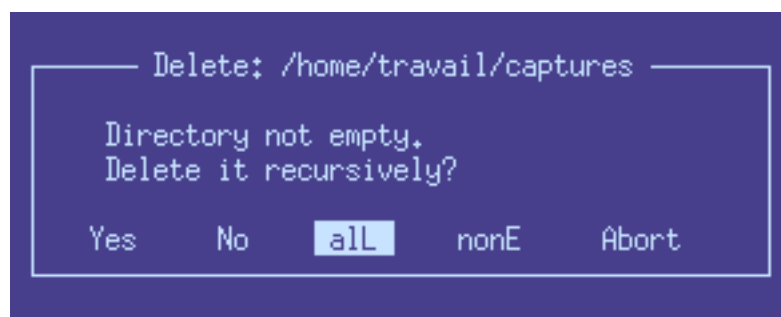 Delete: /home/travail/captures
Directory not empty.
Delete it recursively?
Yes No alL nonE Abort